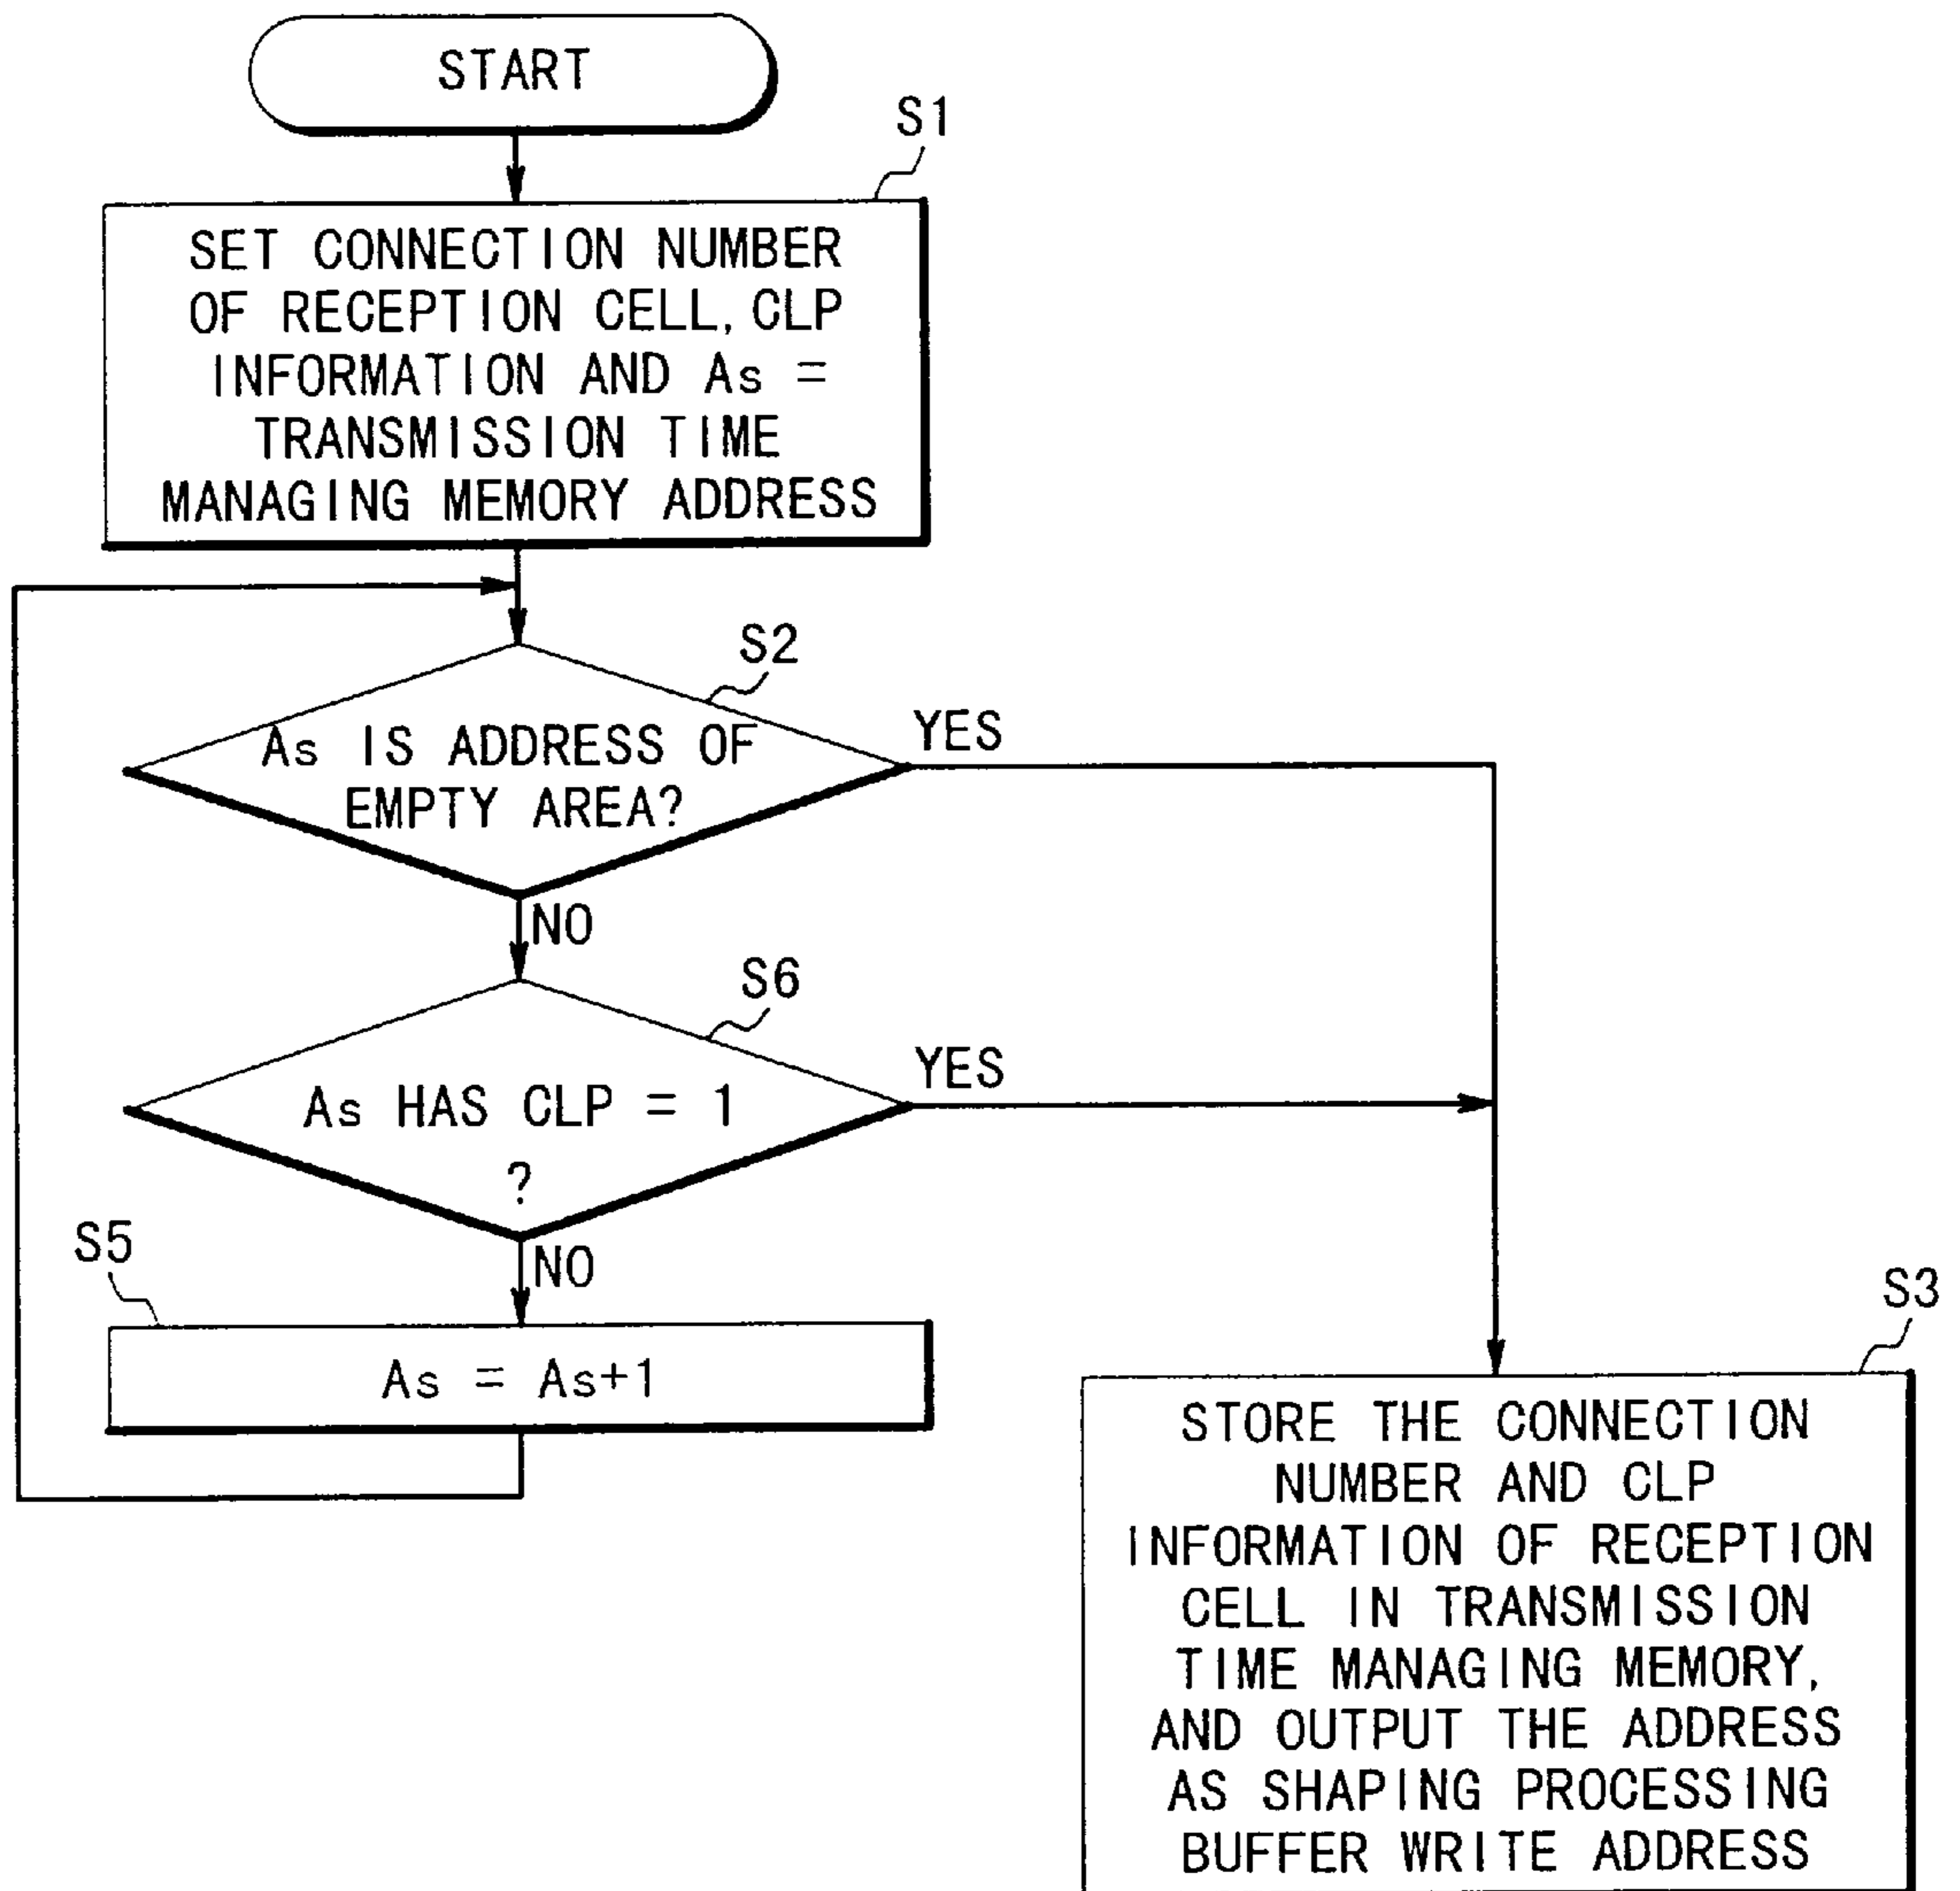 START
S1
SET CONNECTION NUMBER
OF RECEPTION CELL, CLP
INFORMATION AND As =
TRANSMISSION TIME
MANAGING MEMORY ADDRESS
S2
As IS ADDRESS OF
EMPTY AREA?
YES
NO
S6
As HAS CLP = 1
?
YES
NO
S5
As = As+1
S3
STORE THE CONNECTION
NUMBER AND CLP
INFORMATION OF RECEPTION
CELL IN TRANSMISSION
TIME MANAGING MEMORY,
AND OUTPUT THE ADDRESS
AS SHAPING PROCESSING
BUFFER WRITE ADDRESS